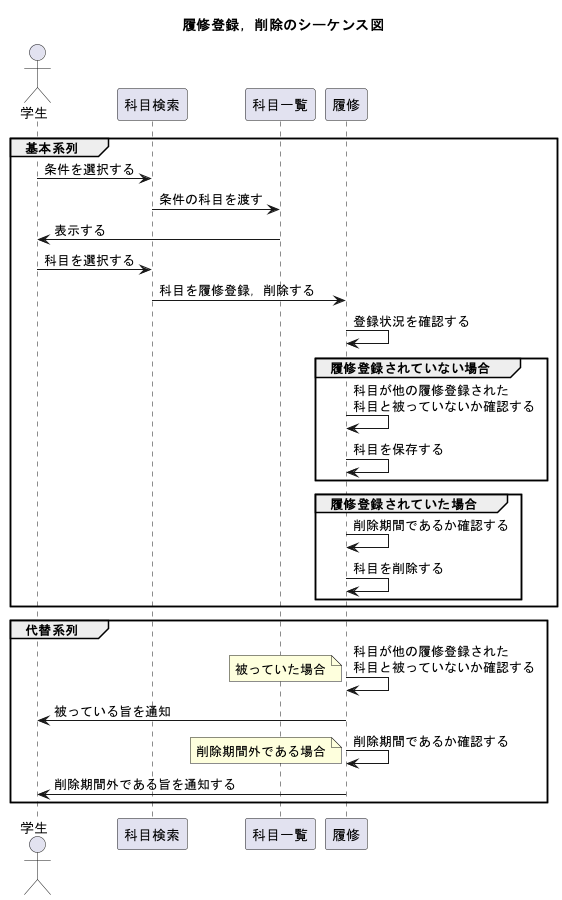 履修登録，削除のシーケンス図
学生
科目検索
科目一覧
履修
基本系列
条件を選択する
条件の科目を渡す
表示する
科目を選択する
科目を履修登録，削除する
登録状況を確認する
履修登録されていない場合
科目が他の履修登録された
科目と被っていないか確認する
科目を保存する
履修登録されていた場合
削除期間であるか確認する
科目を削除する
代替系列
科目が他の履修登録された
科目と被っていないか確認する
被っていた場合
被っている旨を通知
削除期間であるか確認する
削除期間外である場合
削除期間外である旨を通知する
学生
科目検索
科目一覧
履修